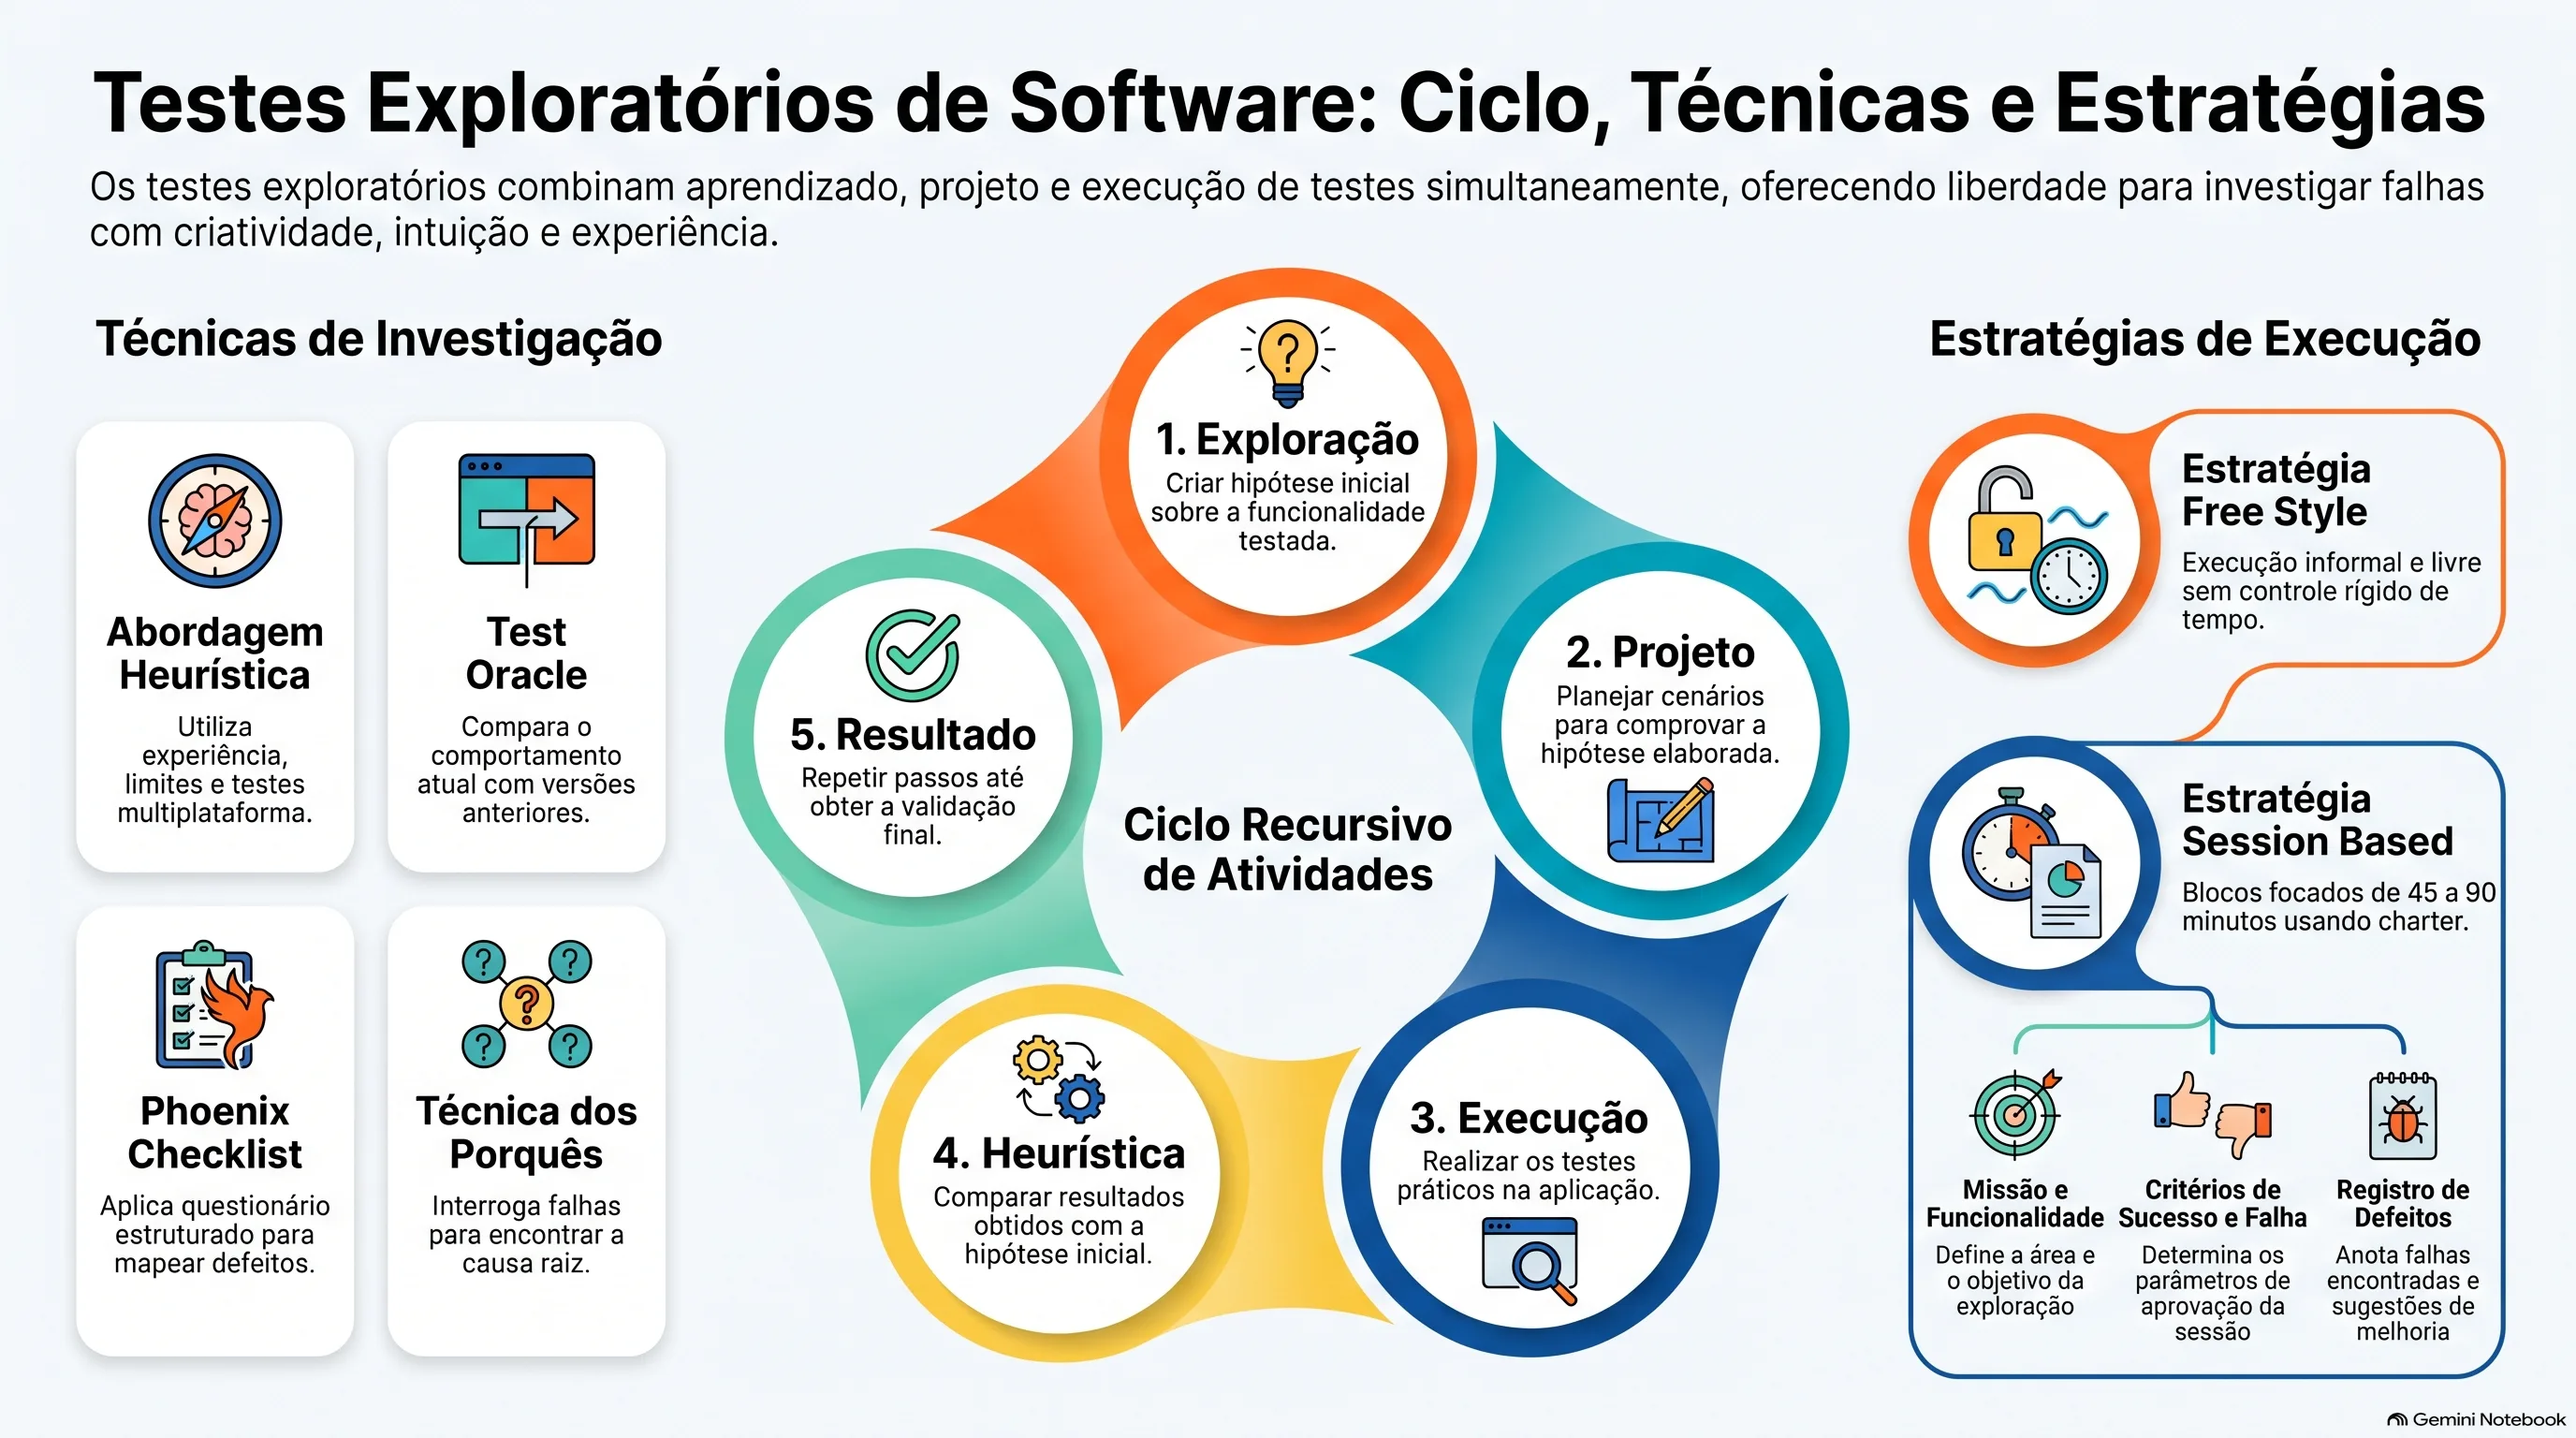 Testes Exploratórios de Software: Ciclo, Técnicas e Estratégias
Os testes exploratórios combinam aprendizado, projeto e execução de testes simultaneamente, oferecendo liberdade para investigar falhas
com criatividade, intuição e experiência.
Técnicas de Investigação
Abordagem
Heurística
Utiliza
experiência,
limites e testes
multiplataforma.
Test
Oracle
Compara o
comportamento
atual com versões
anteriores.
Phoenix
Checklist
Aplica questionário
estruturado para
mapear defeitos.
Técnica dos
Porquês
Interroga falhas
para encontrar a
causa raiz.
Ciclo Recursivo
de Atividades
1. Exploração
Criar hipótese inicial
sobre a funcionalidade
testada.
2. Projeto
Planejar cenários
para comprovar a
hipótese elaborada.
3. Execução
Realizar os testes
práticos na aplicação.
4. Heurística
Comparar resultados
obtidos com a
hipótese inicial.
5. Resultado
Repetir passos até
obter a validação
final.
Estratégias de Execução
Estratégia
Free Style
Execução informal e livre
sem controle rígido de
tempo.
Estratégia
Session Based
Blocos focados de 45 a 90
minutos usando charter.
Missão e
Funcionalidade
Define a área e
o objetivo da
exploração
Critérios de
Sucesso e Falha
Determina os
parâmetros de
aprovação da
sessão
Registro de
Defeitos
Anota falhas
encontradas e
sugestões de
melhoria
Gemini Notebook